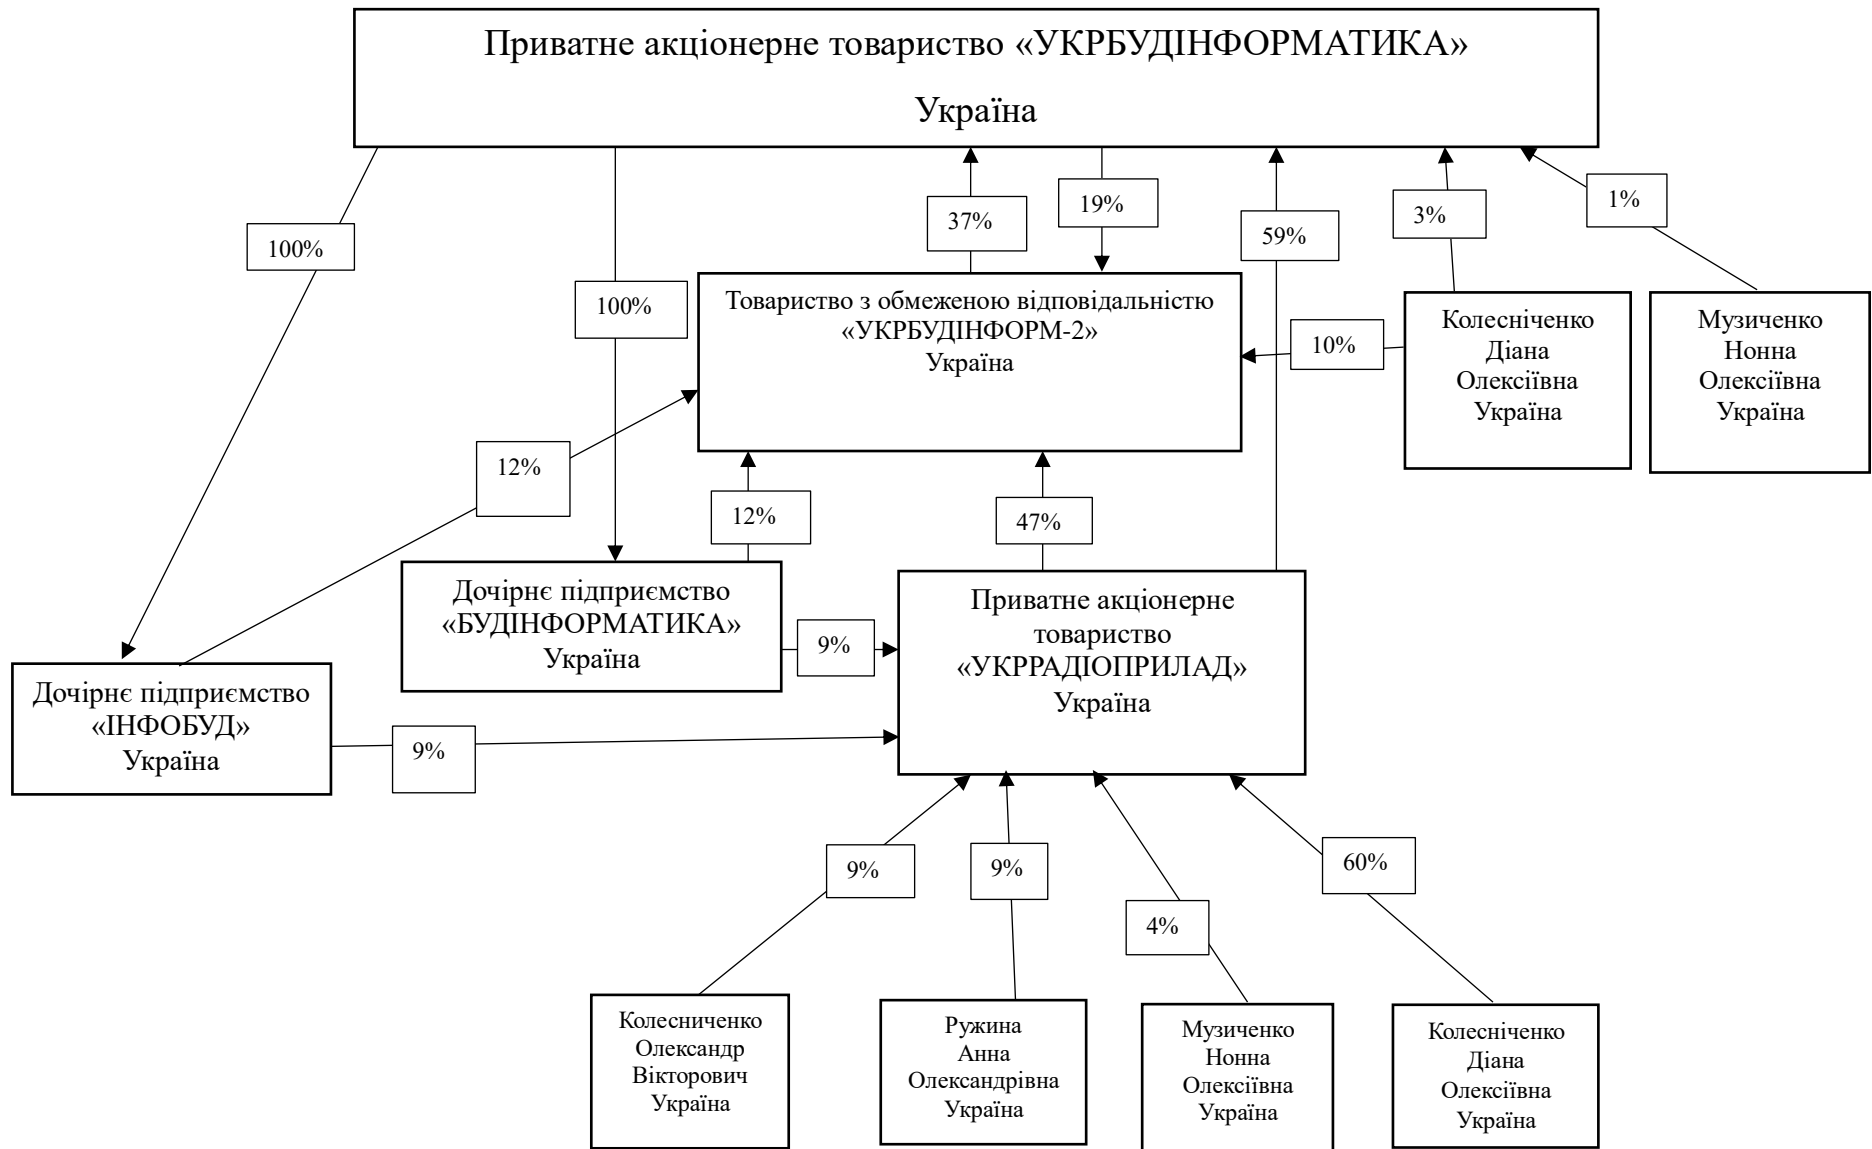 Приватне акціонерне товариство «УКРБУДІНФОРМАТИКА»
Україна
37%
19%
59%
3%
1%
100%
100%
Товариство з обмеженою відповідальністю
«УКРБУДІНФОРМ-2»
Україна
10%
Колесніченко
Діана
Олексіївна
Україна
Музиченко
Нонна
Олексіївна
Україна
12%
12%
47%
Дочірнє підприємство
«БУДІНФОРМАТИКА»
Україна
9%
Приватне акціонерне
товариство
«УКРРАДІОПРИЛАД»
Україна
Дочірнє підприємство
«ІНФОБУД»
Україна
9%
9%
9%
4%
60%
Колесниченко
Олександр
Вікторович
Україна
Ружина
Анна
Олександрівна
Україна
Музиченко
Нонна
Олексіївна
Україна
Колесніченко
Діана
Олексіївна
Україна